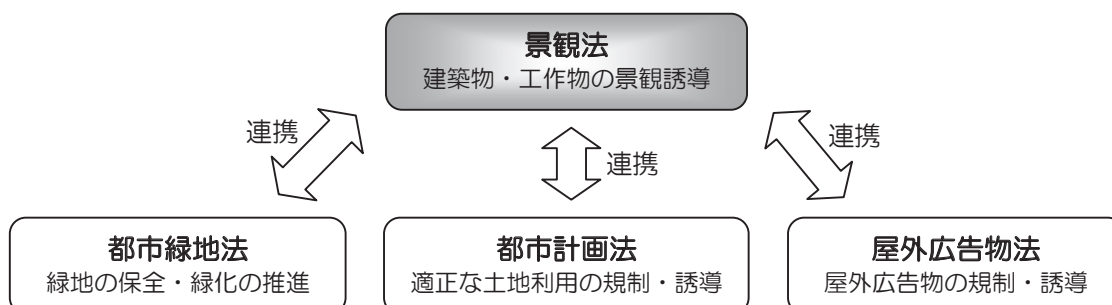 景観法
建築物・工作物の景観誘導
連携
連携
連携
都市緑地法
緑地の保全・緑化の推進
都市計画法
適正な土地利用の規制・誘導
屋外広告物法
屋外広告物の規制・誘導